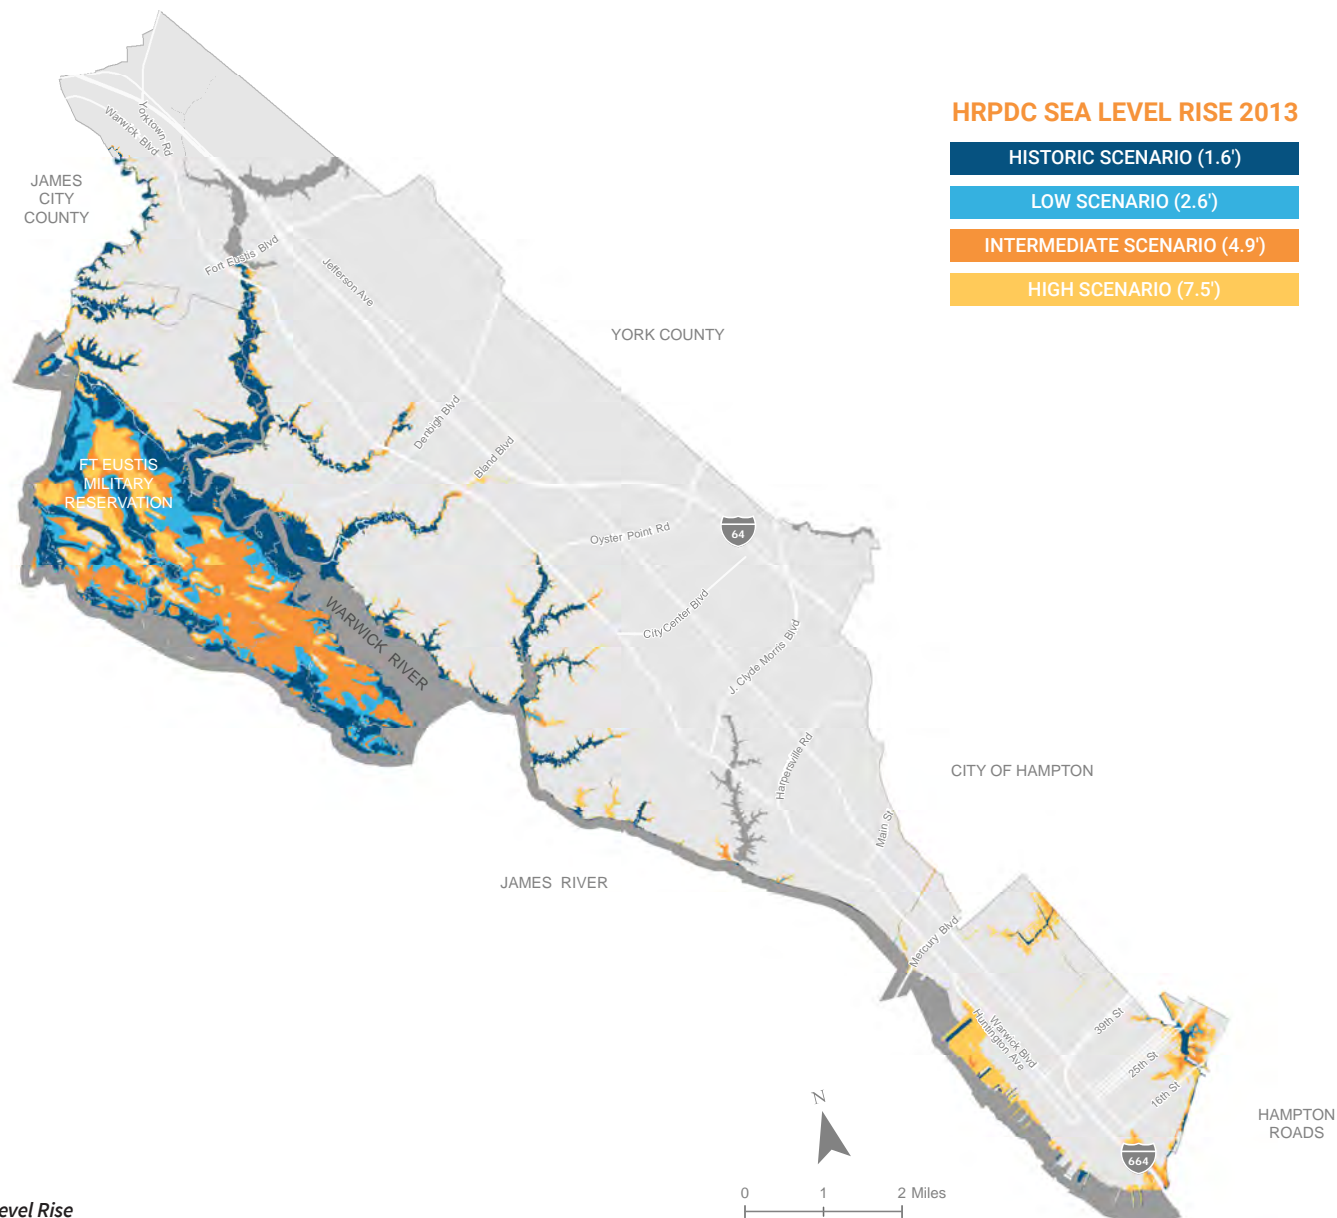 HRPDC SEA LEVEL RISE 2013
HISTORIC SCENARIO (1.6')
LOW SCENARIO (2.6')
INTERMEDIATE SCENARIO (4.9')
HIGH SCENARIO (7.5')
Yorktown Rd
Warwick Blvd
JAMES
CITY
COUNTY
Fort Eustis Blvd
Jefferson Ave
YORK COUNTY
Denbigh Blvd
Bland Blvd
FT EUSTIS
MILITARY
RESERVATION
Oyster Point Rd
64
WARWICK RIVER
City Center Blvd
J. Clyde Morris Blvd
Harpersville Rd
CITY OF HAMPTON
Main St
JAMES RIVER
Mercury Blvd
Warwick Blvd
Huntington Ave
39th St
25th St
16th St
HAMPTON
ROADS
664
N
0 1 2 Miles
evel Rise